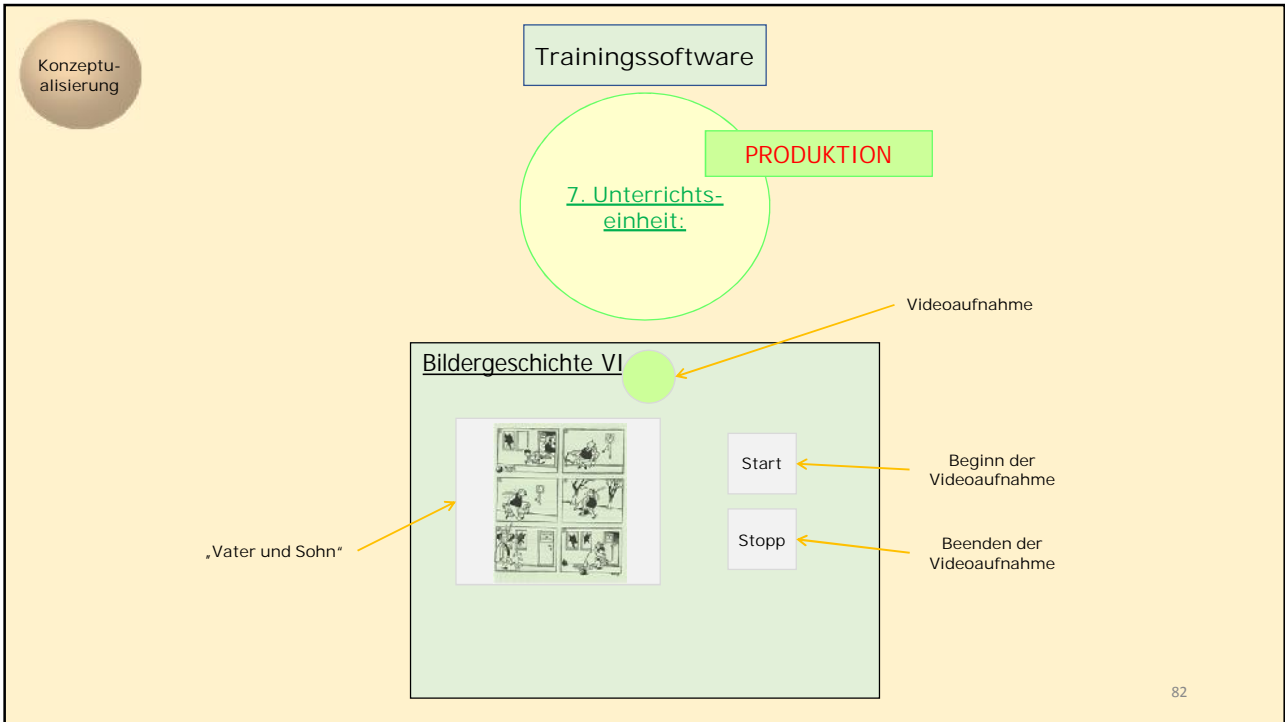 Konzeptu-
alisierung
Trainingssoftware
PRODUKTION
7. Unterrichts-
einheit:
Videoaufnahme
Bildergeschichte VI
Start
Beginn der
Videoaufnahme
„Vater und Sohn“
Stopp
Beenden der
Videoaufnahme
82